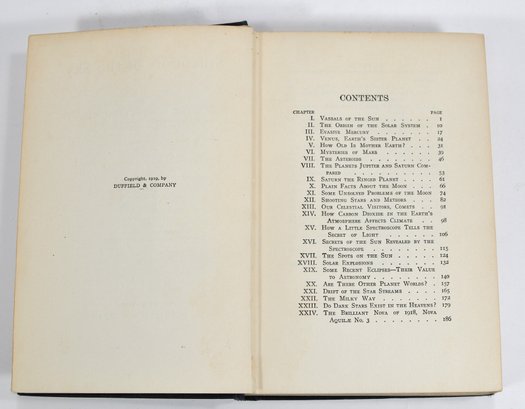 Copyright, 1919, by
DUFFIELD & COMPANY
CONTENTS
CHAPTER PAGE
I. Vassals of the Sun . . . . . . 1
II. The Origin of the Solar System . . 10
III. Evasive Mercury . . . . . . 17
IV. Venus, Earth's Sister Planet . . . 24
V. How Old Is Mother Earth? . . . 31
VI. Mysteries of Mars . . . . . . 39
VII. The Asteroids . . . . . . . 46
VIII. The Planets Jupiter and Saturn Com-
pared . . . . . . . . 53
IX. Saturn the Ringed Planet . . . . 61
X. Plain Facts About the Moon . . . 66
XI. Some Unsolved Problems of the Moon 74
XII. Shooting Stars and Meteors . . . 82
XIII. Our Celestial Visitors, Comets . . 91
XIV. How Carbon Dioxide in the Earth's
Atmosphere Affects Climate . . 98
XV. How a Little Spectroscope Tells the
Secret of Light . . . . . 106
XVI. Secrets of the Sun Revealed by the
Spectroscope . . . . . . 115
XVII. The Spots on the Sun . . . . . 124
XVIII. Solar Explosions . . . . . . 132
XIX. Some Recent Eclipses—Their Value
to Astronomy . . . . . . 140
XX. Are There Other Planet Worlds? . 157
XXI. Drift of the Star Streams . . . . 165
XXII. The Milky Way . . . . . . . 172
XXIII. Do Dark Stars Exist in the Heavens? 179
XXIV. The Brilliant Nova of 1918, Nova
Aquilæ No. 3 . . . . . . . 186